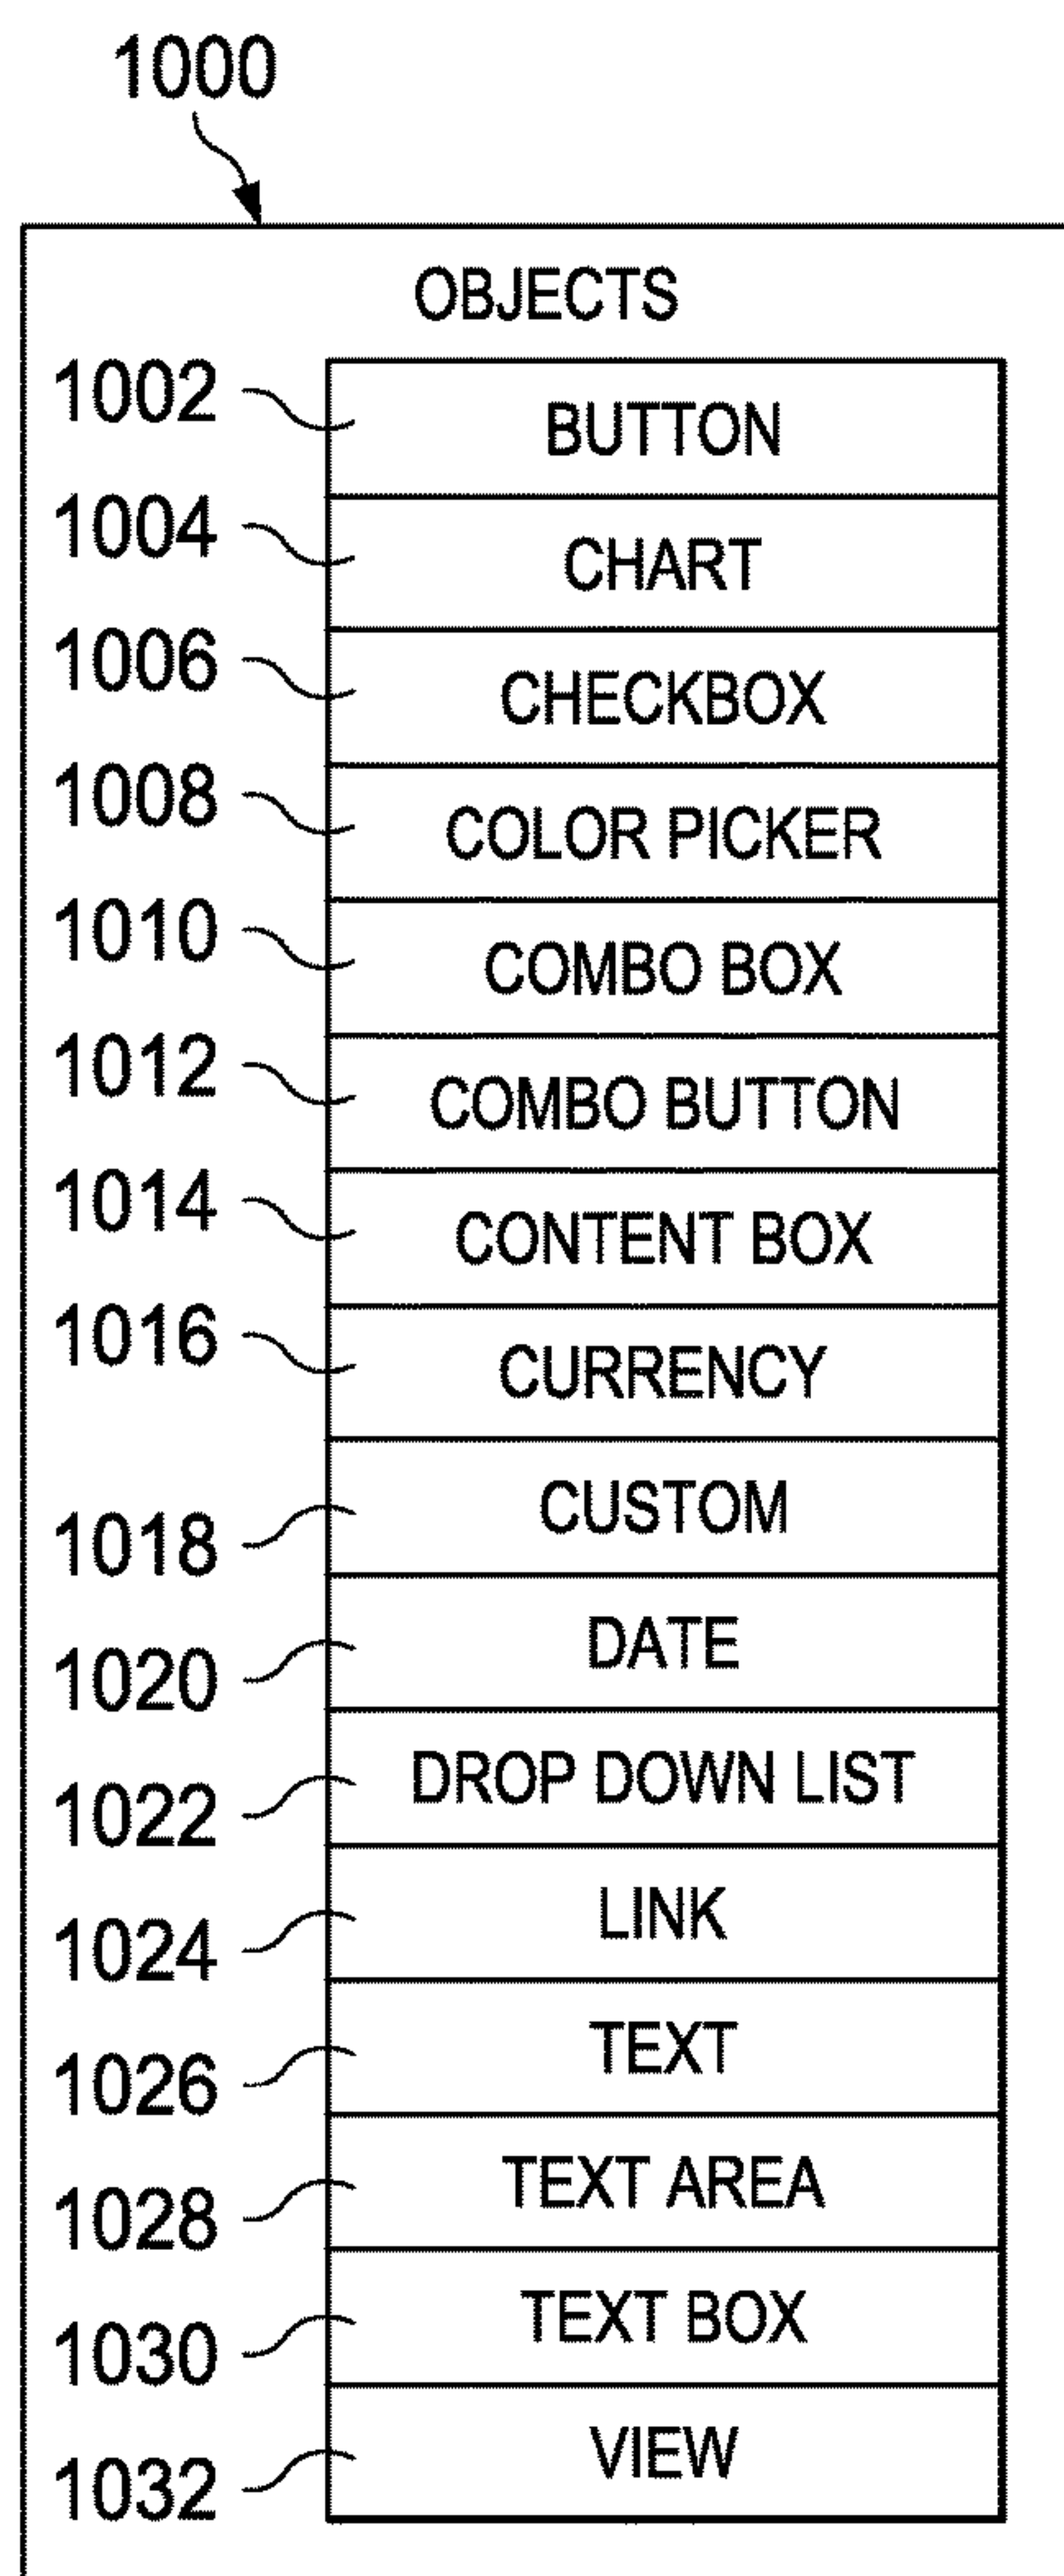 1000
OBJECTS
1002 BUTTON
1004 CHART
1006 CHECKBOX
1008 COLOR PICKER
1010 COMBO BOX
1012 COMBO BUTTON
1014 CONTENT BOX
1016 CURRENCY
1018 CUSTOM
1020 DATE
1022 DROP DOWN LIST
1024 LINK
1026 TEXT
1028 TEXT AREA
1030 TEXT BOX
1032 VIEW